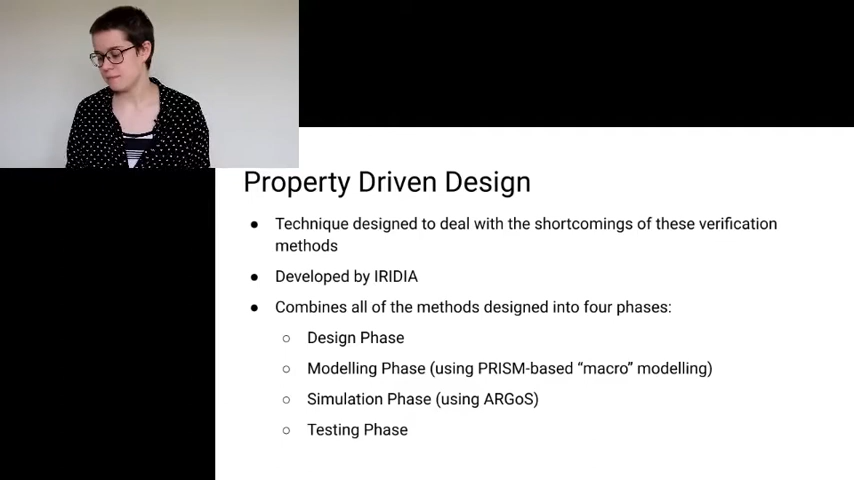 Property Driven Design
● Technique designed to deal with the shortcomings of these verification
methods
● Developed by IRIDIA
● Combines all of the methods designed into four phases:
○ Design Phase
○ Modelling Phase (using PRISM-based “macro” modelling)
○ Simulation Phase (using ARGoS)
○ Testing Phase